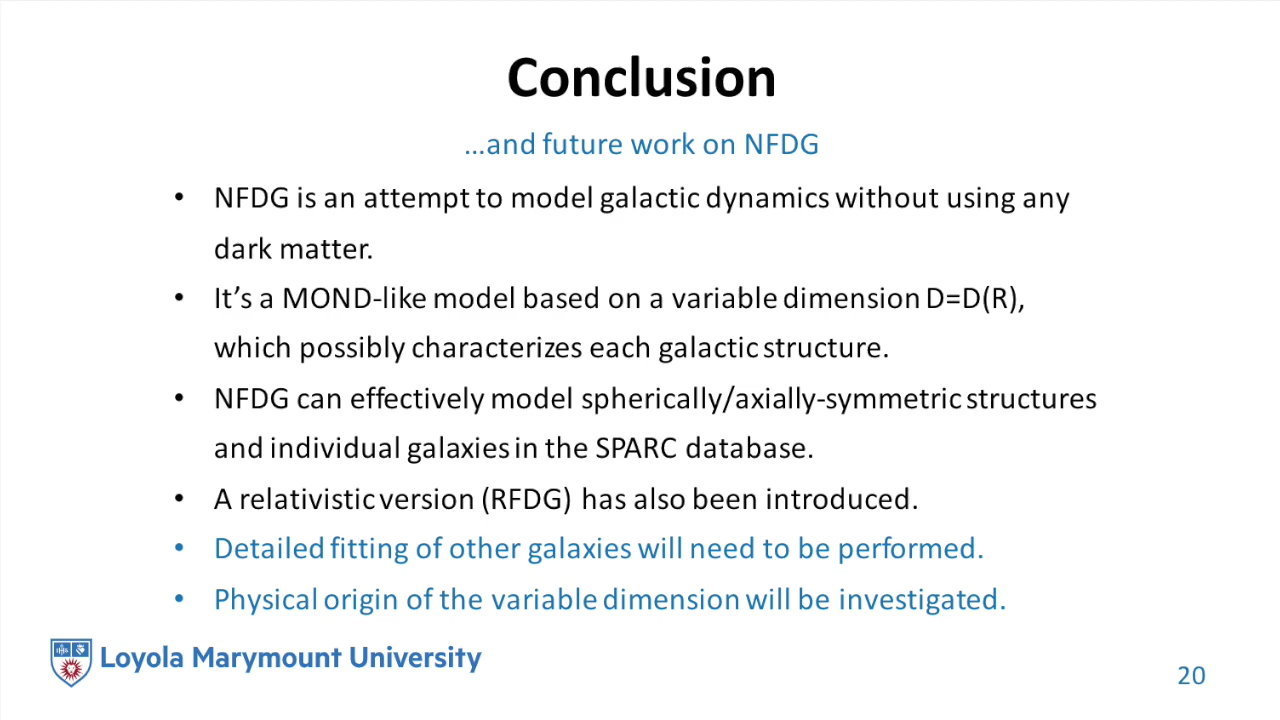 Conclusion
…and future work on NFDG
• NFDG is an attempt to model galactic dynamics without using any
dark matter.
• It’s a MOND-like model based on a variable dimension D=D(R),
which possibly characterizes each galactic structure.
• NFDG can effectively model spherically/axially-symmetric structures
and individual galaxies in the SPARC database.
• A relativistic version (RFDG) has also been introduced.
• Detailed fitting of other galaxies will need to be performed.
• Physical origin of the variable dimension will be investigated.
Loyola Marymount University
20